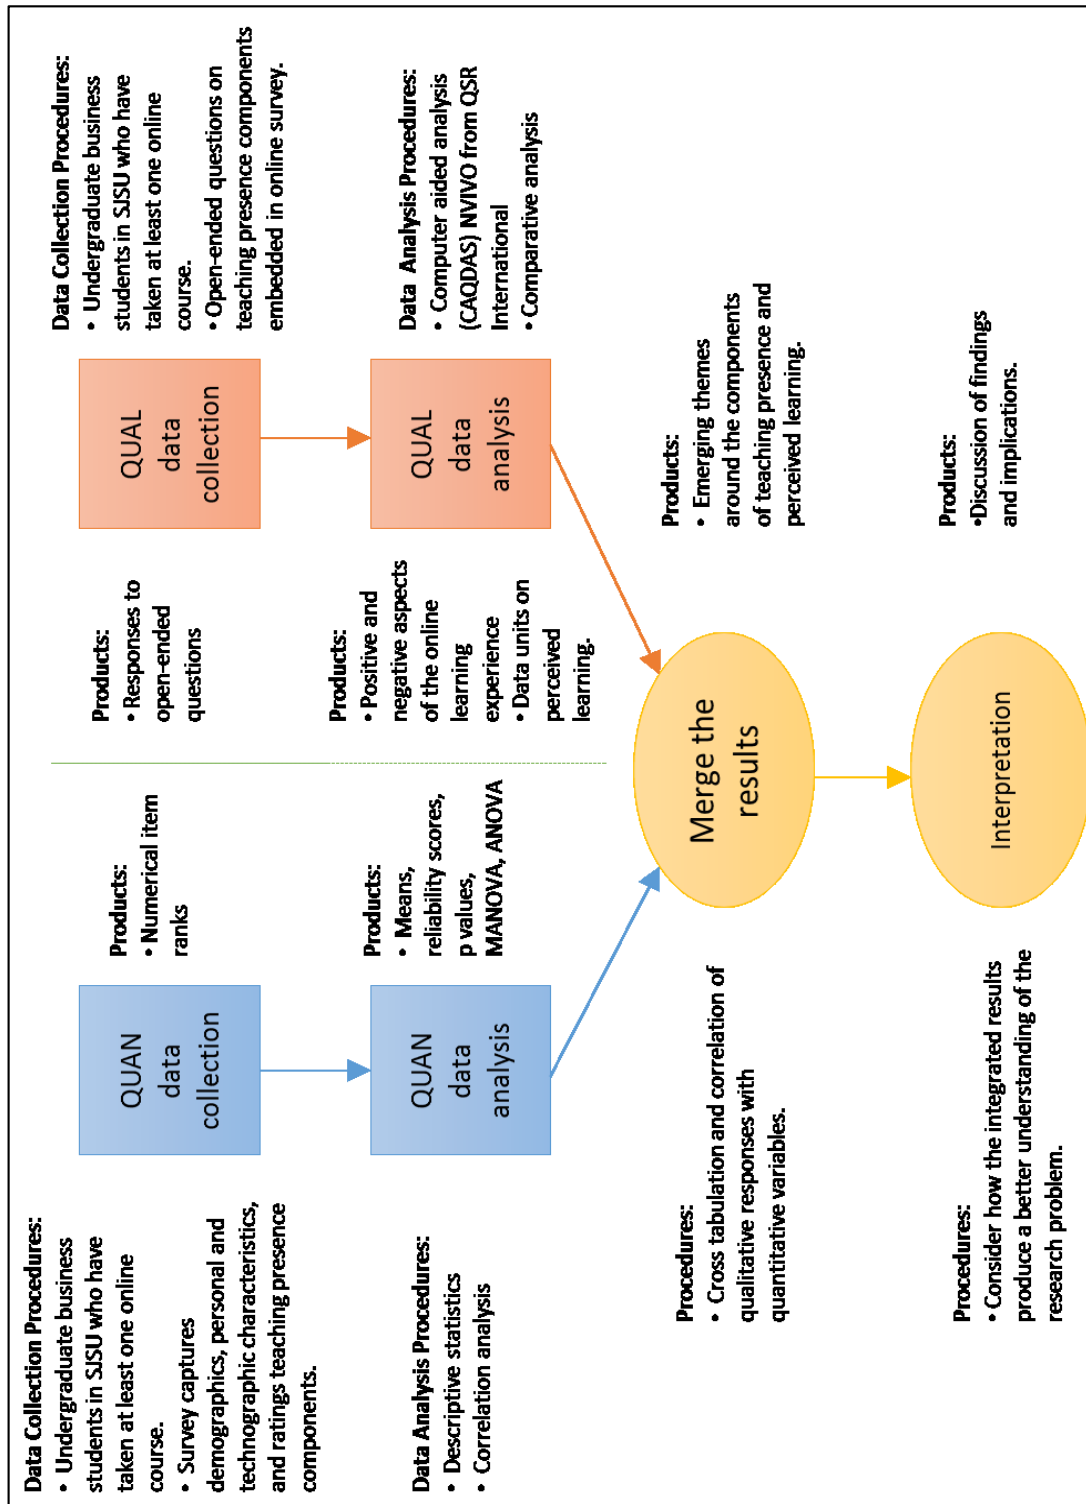 Data Collection Procedures:
• Undergraduate business
students in SJSU who have
taken at least one online
course.
• Survey captures
demographics, personal and
technographic characteristics,
and ratings teaching presence
components.
QUAN
data
collection
Products:
• Numerical item
ranks
Products:
• Responses to
open-ended
questions
QUAL
data
collection
Data Collection Procedures:
• Undergraduate business
students in SJSU who have
taken at least one online
course.
• Open-ended questions on
teaching presence components
embedded in online survey.
Data Analysis Procedures:
• Descriptive statistics
• Correlation analysis
QUAN
data
analysis
Products:
• Means,
reliability scores,
p values,
MANOVA, ANOVA
Products:
• Positive and
negative aspects
of the online
learning
experience
• Data units on
perceived
learning.
QUAL
data
analysis
Data Analysis Procedures:
• Computer aided analysis
(CAQDAS) NVIVO from QSR
International
• Comparative analysis
Procedures:
• Cross tabulation and correlation of
qualitative responses with
quantitative variables.
Merge the
results
Products:
• Emerging themes
around the components
of teaching presence and
perceived learning.
Procedures:
• Consider how the integrated results
produce a better understanding of the
research problem.
Interpretation
Products:
•Discussion of findings
and implications.